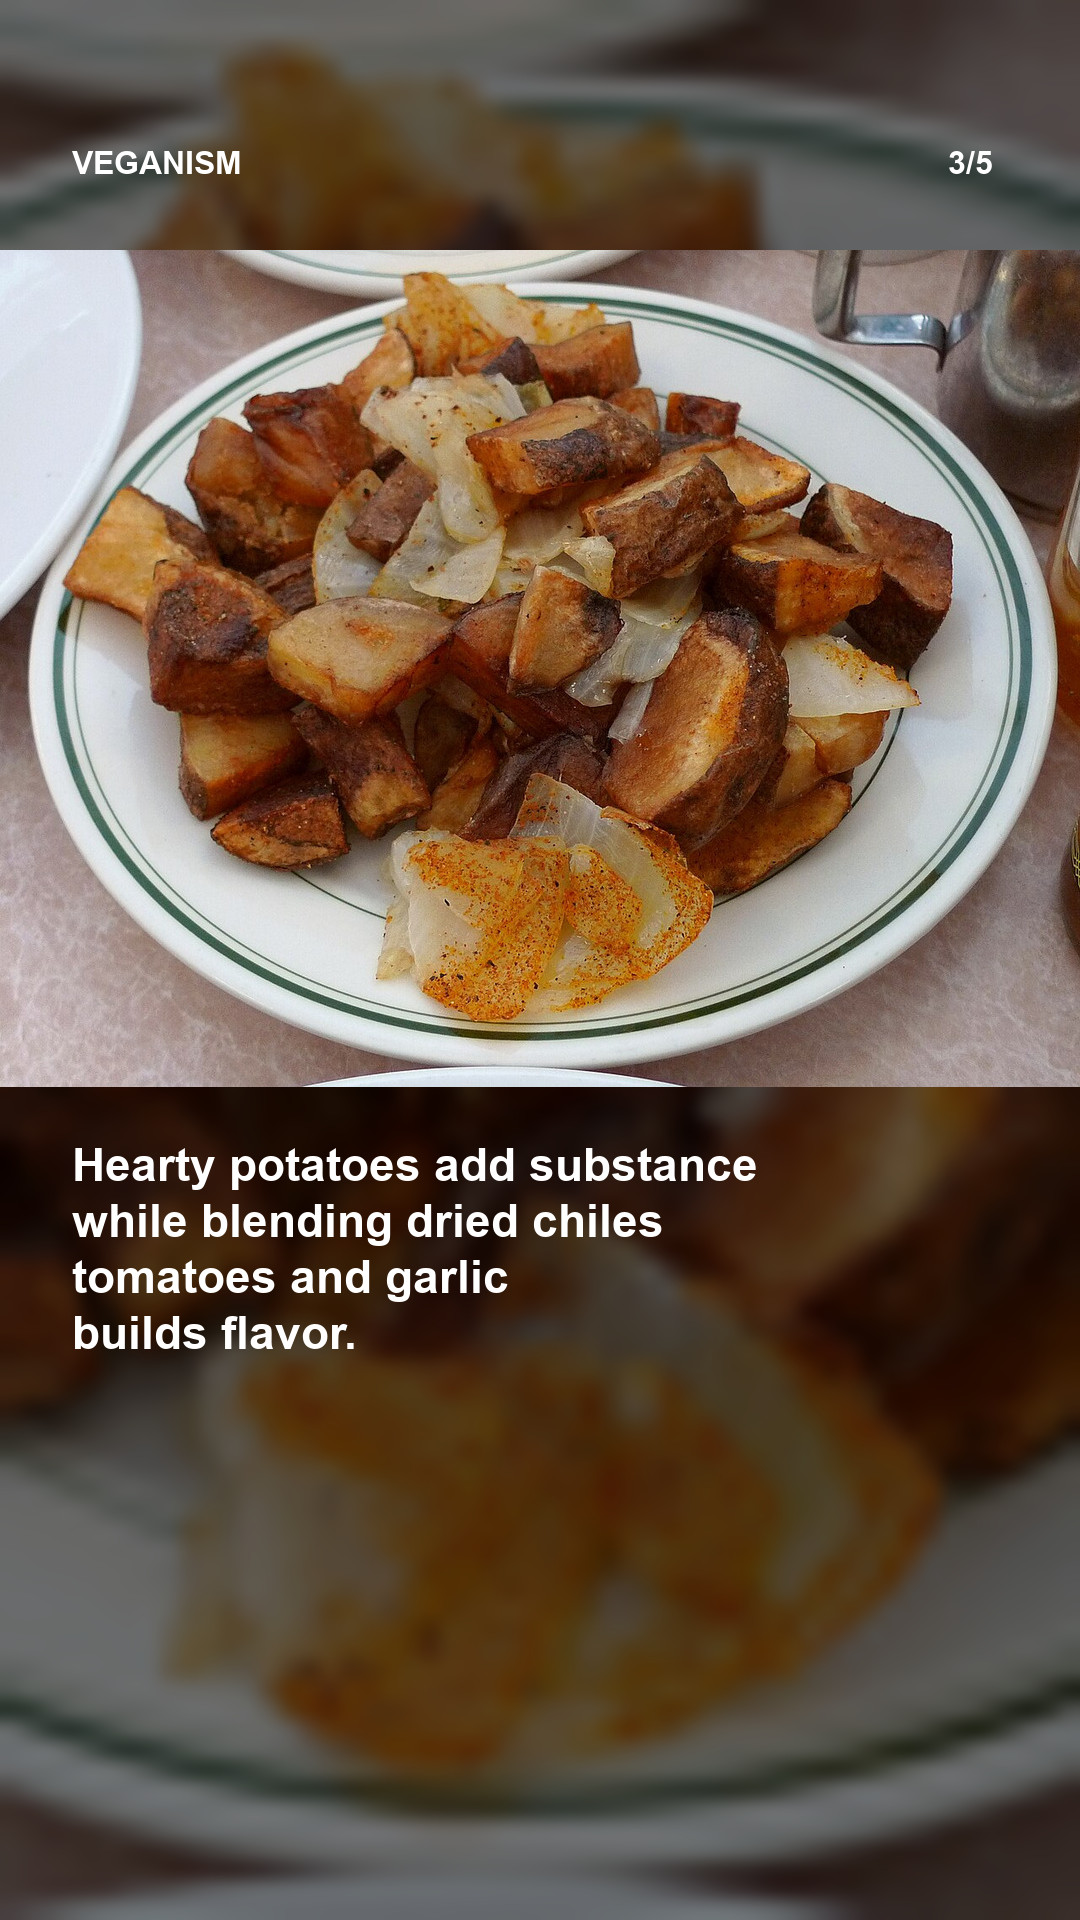 VEGANISM
3/5
Hearty potatoes add substance
while blending dried chiles
tomatoes and garlic
builds flavor.